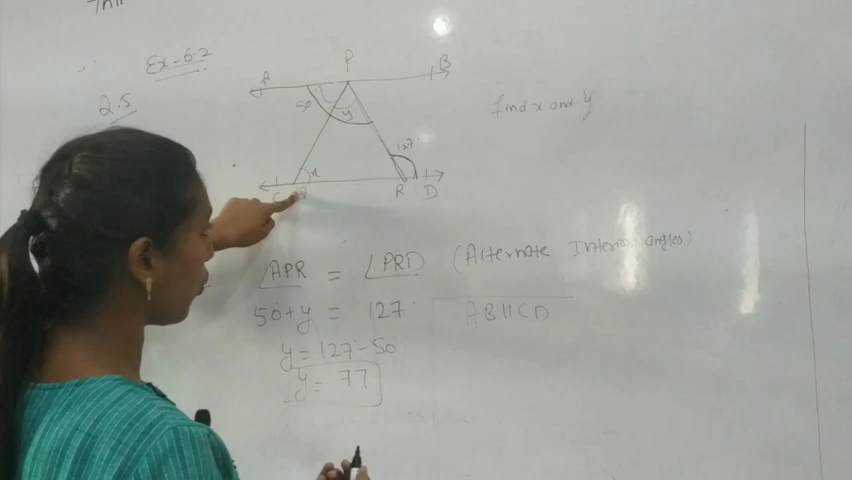 Ex-6.2
2.5
P
A
B
50
y
127
x
C
R
D
find x and y
∠APR = ∠PRD (Alternate Interior angles)
50+y = 127 AB||CD
y = 127-50
y = 77